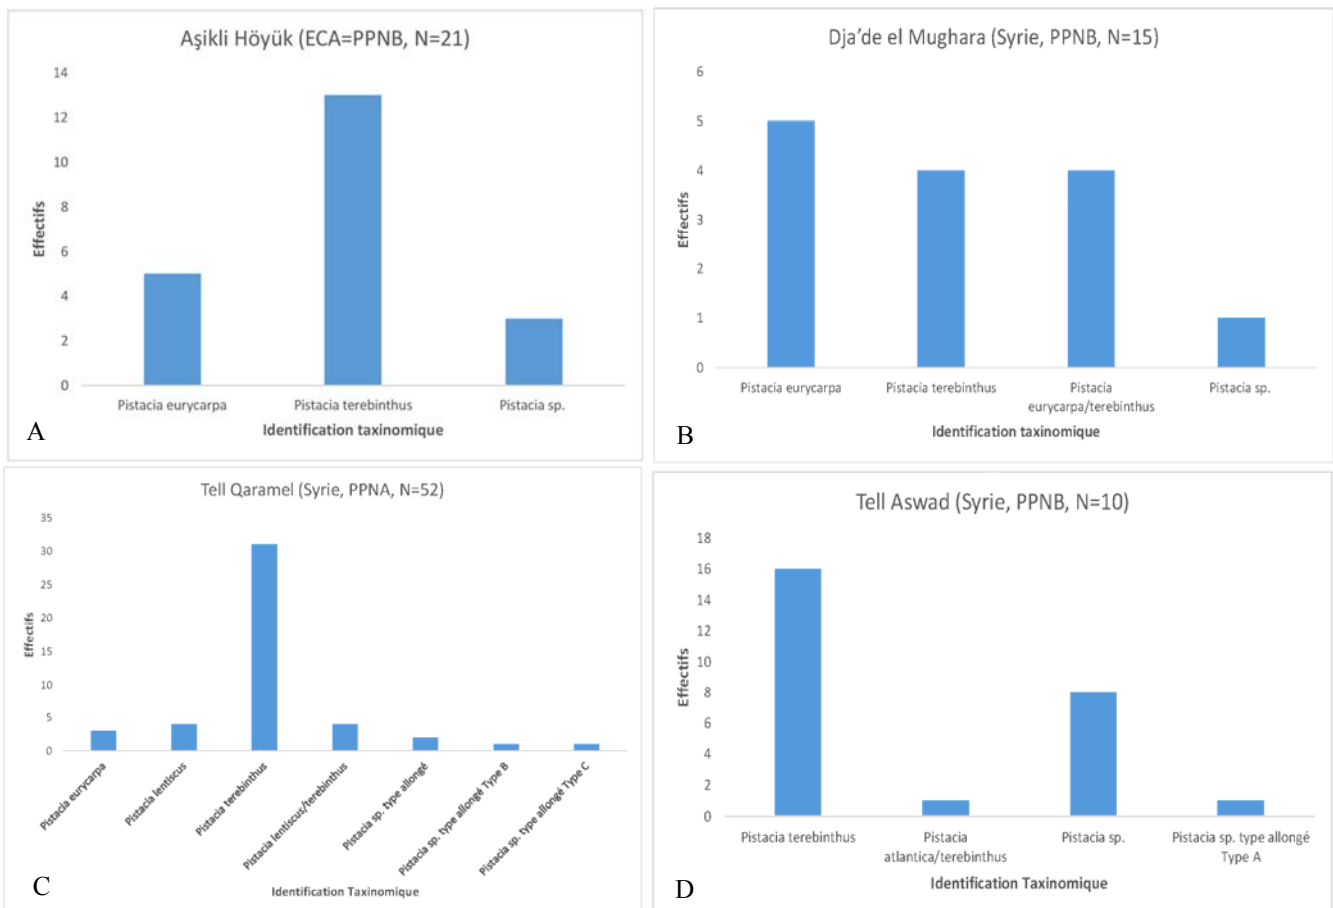 Aşikli Höyük (ECA=PPNB, N=21)
14
12
10
8
6
4
2
0
Effectifs
Pistacia eurycarpa
Pistacia terebinthus
Pistacia sp.
Identification taxinomique
A
Dja'de el Mughara (Syrie, PPNB, N=15)
6
5
4
3
2
1
0
Effectifs
Pistacia eurycarpa
Pistacia terebinthus
Pistacia
eurycarpa/terebinthus
Pistacia sp.
Identification taxinomique
B
Tell Qaramel (Syrie, PPNA, N=52)
35
30
25
20
15
10
5
0
Effectifs
Pistacia eurycarpa
Pistacia lentiscus
Pistacia terebinthus
Pistacia lentiscus/terebinthus
Pistacia sp. type allongé
Pistacia sp. type allongé Type B
Pistacia sp. type allongé Type C
Identification Taxinomique
C
Tell Aswad (Syrie, PPNB, N=10)
18
16
14
12
10
8
6
4
2
0
Effectifs
Pistacia terebinthus
Pistacia
atlantica/terebinthus
Pistacia sp.
Pistacia sp. type allongé
Type A
Identification Taxinomique
D